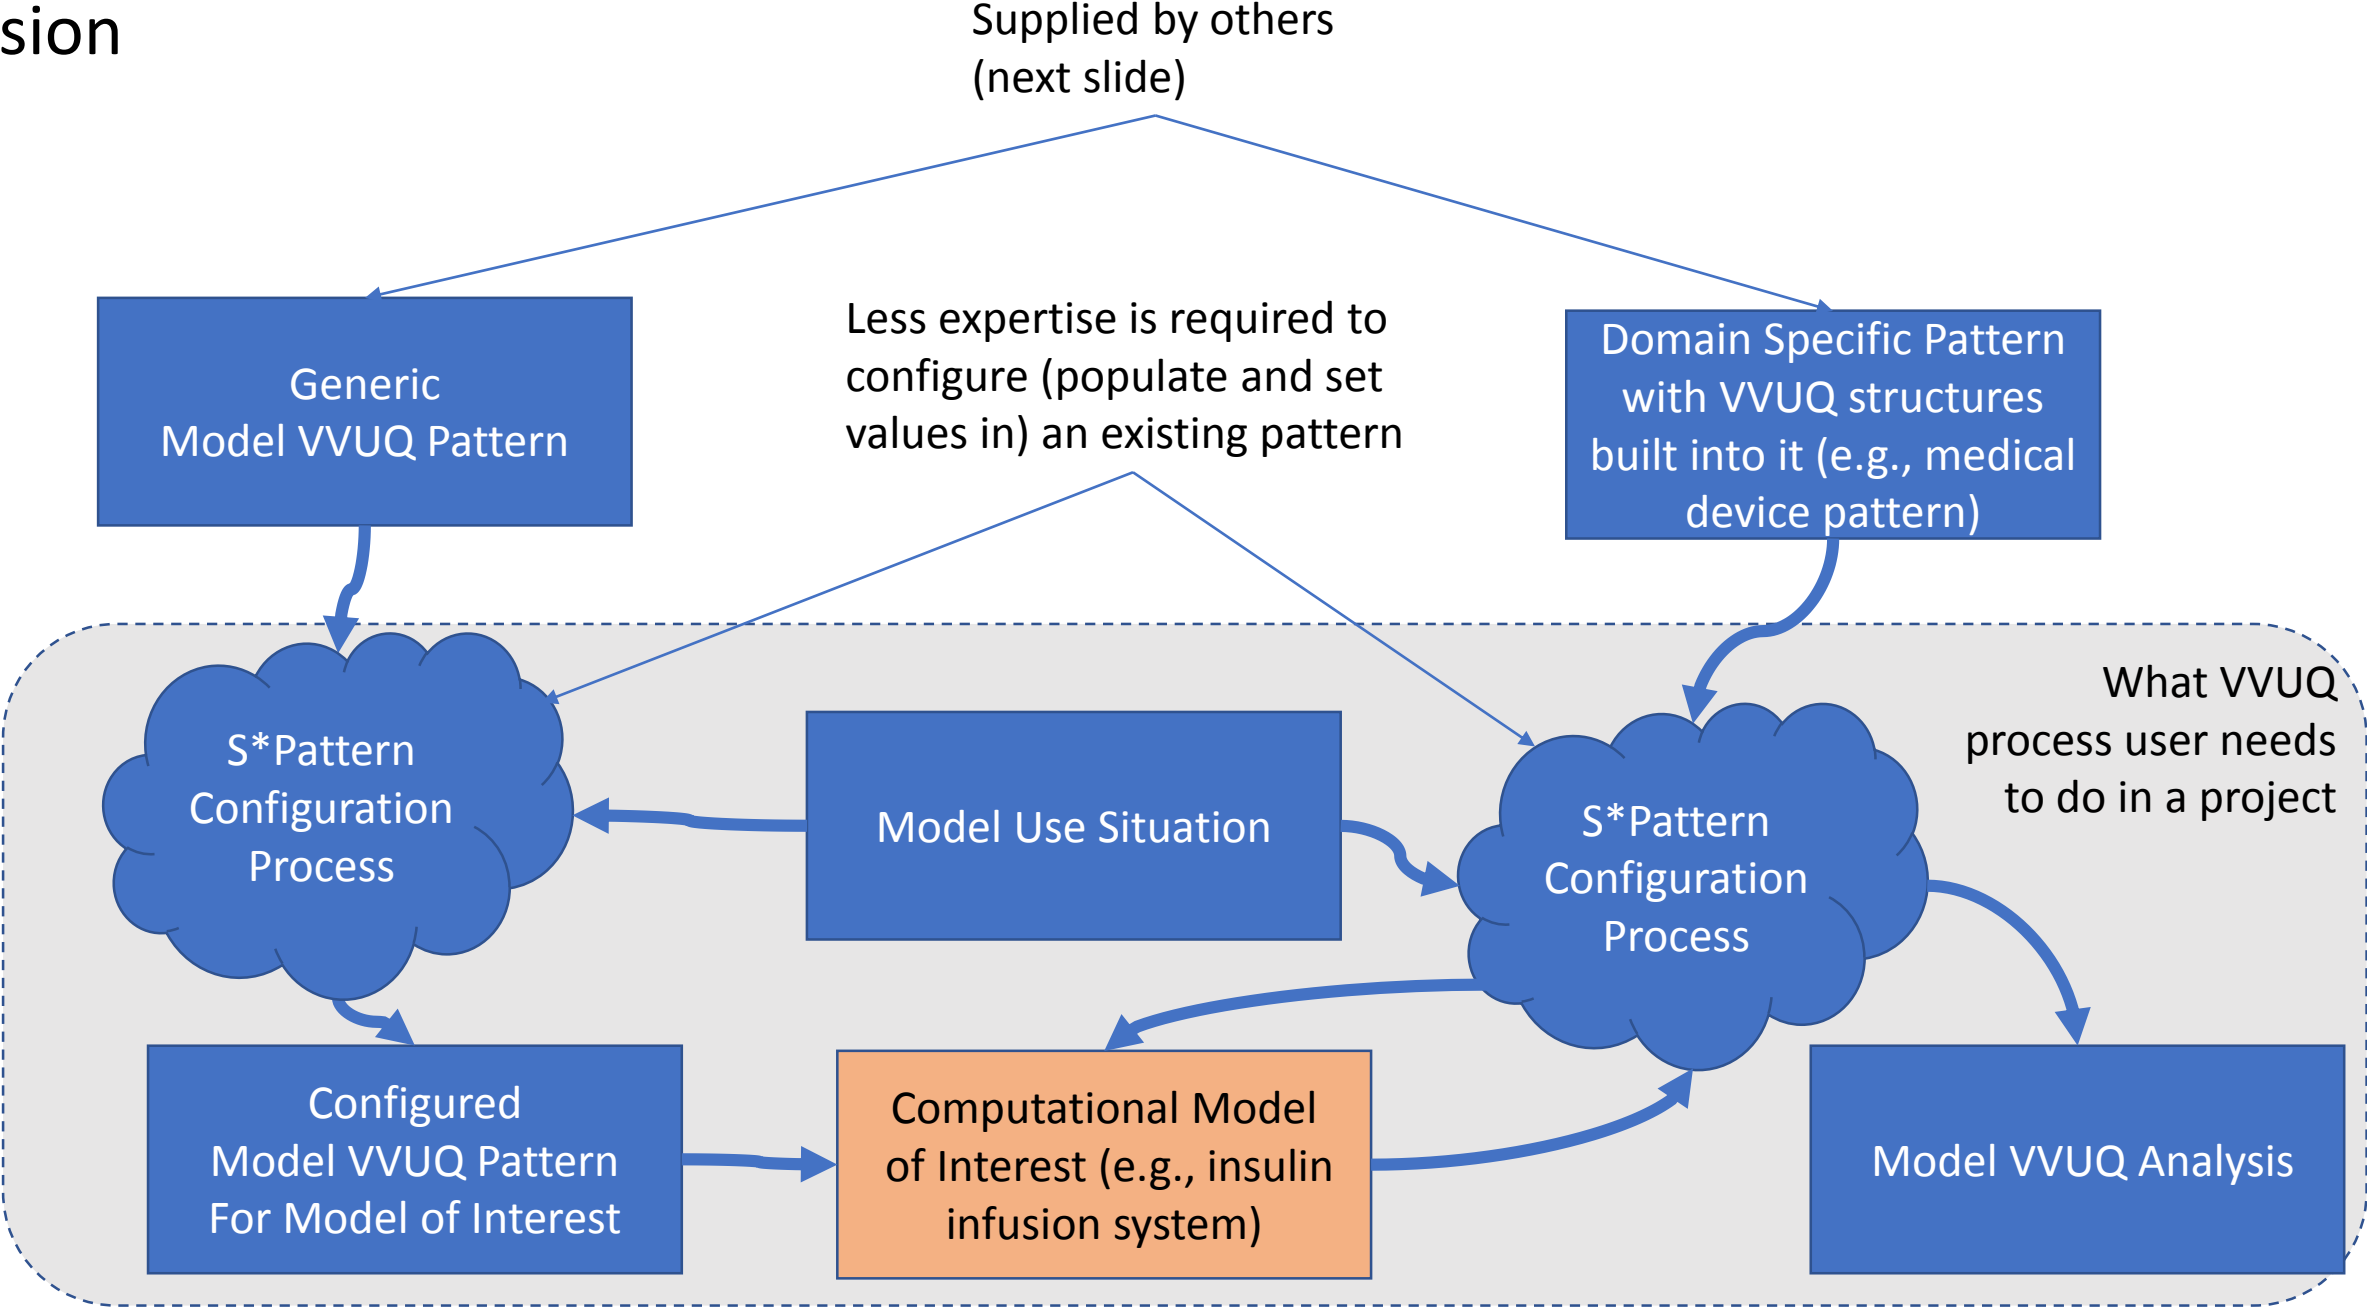 sion
Supplied by others
(next slide)
Generic
Model VVUQ Pattern
Less expertise is required to
configure (populate and set
values in) an existing pattern
Domain Specific Pattern
with VVUQ structures
built into it (e.g., medical
device pattern)
What VVUQ
process user needs
to do in a project
S*Pattern
Configuration
Process
Model Use Situation
S*Pattern
Configuration
Process
Configured
Model VVUQ Pattern
For Model of Interest
Computational Model
of Interest (e.g., insulin
infusion system)
Model VVUQ Analysis